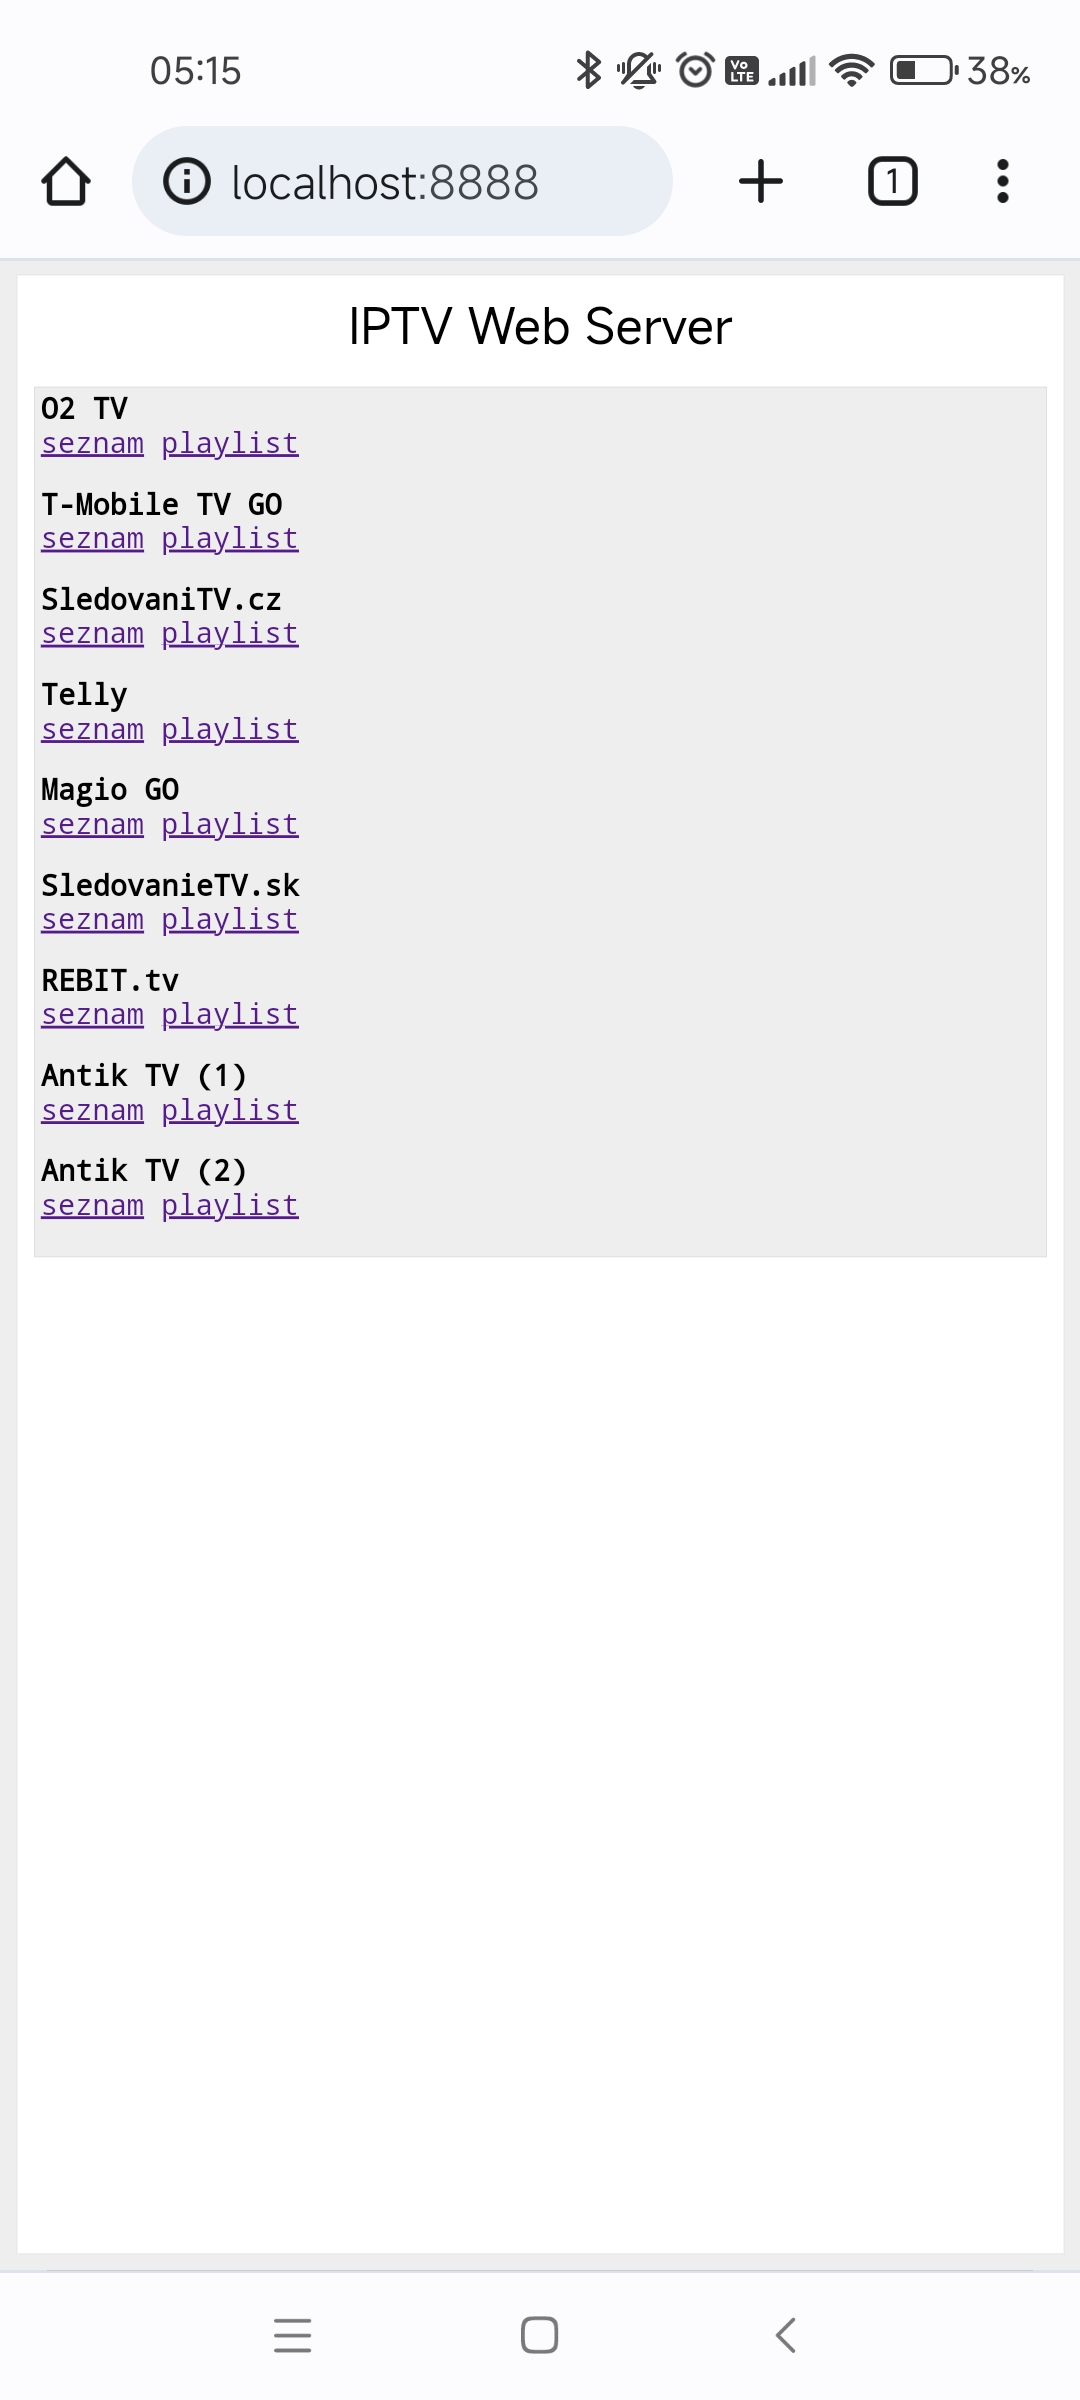 05:15
Vo LTE
38%
localhost:8888
1
IPTV Web Server
O2 TV
seznam playlist
T-Mobile TV GO
seznam playlist
SledovaniTV.cz
seznam playlist
Telly
seznam playlist
Magio GO
seznam playlist
SledovanieTV.sk
seznam playlist
REBIT.tv
seznam playlist
Antik TV (1)
seznam playlist
Antik TV (2)
seznam playlist